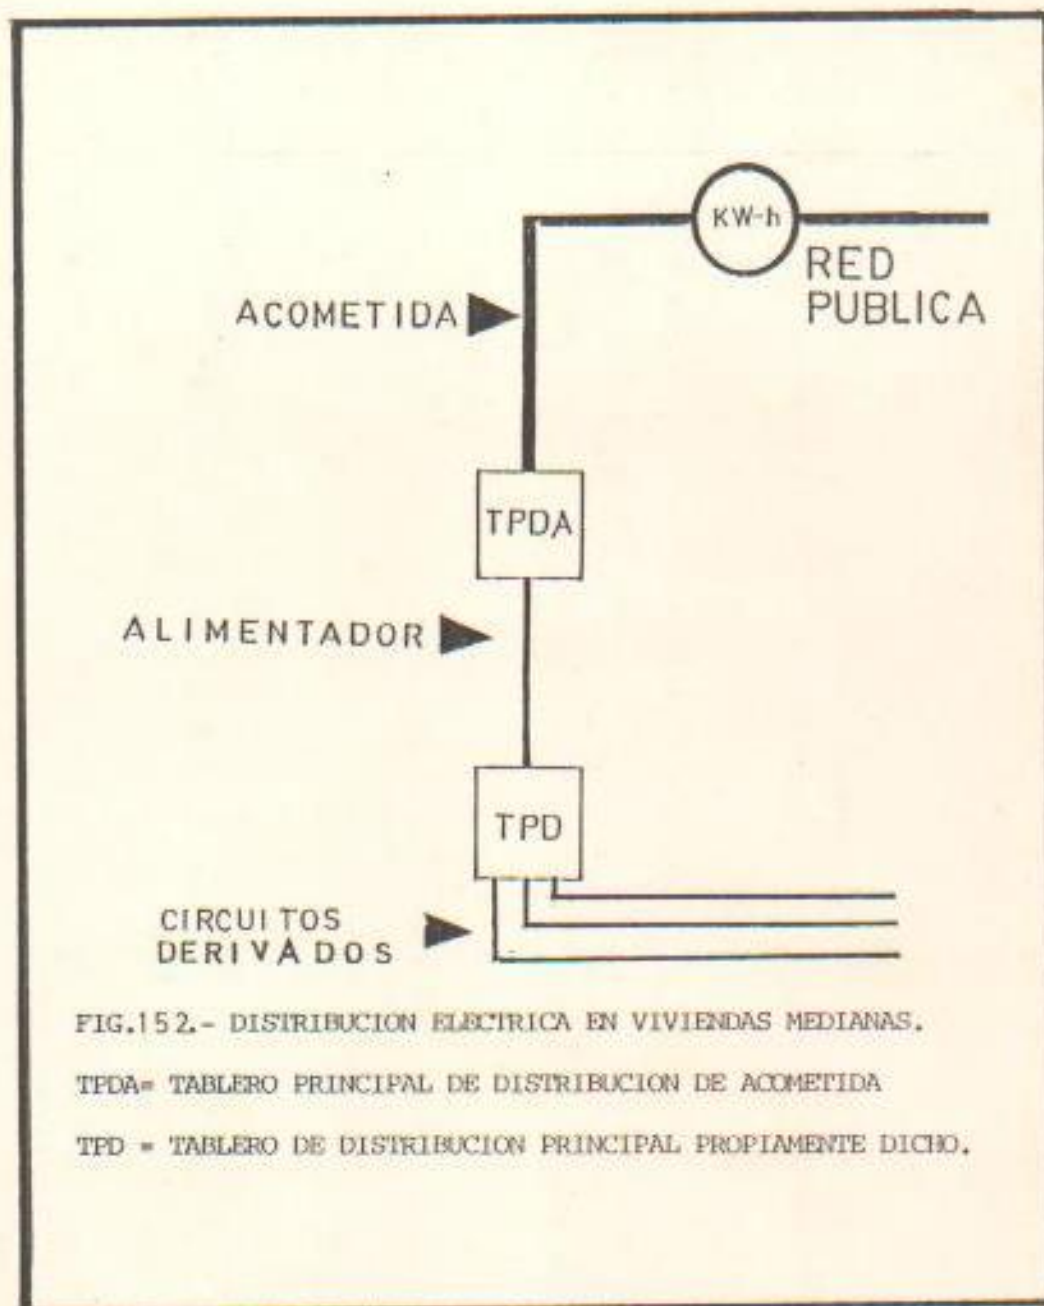 KW-h
RED
PUBLICA
ACOMETIDA
TPDA
ALIMENTADOR
TPD
CIRCUITOS
DERIVADOS
FIG.152.- DISTRIBUCION ELECTRICA EN VIVIENDAS MEDIANAS.
TPDA= TABLERO PRINCIPAL DE DISTRIBUCION DE ACOMETIDA
TPD = TABLERO DE DISTRIBUCION PRINCIPAL PROPIAMENTE DICHO.